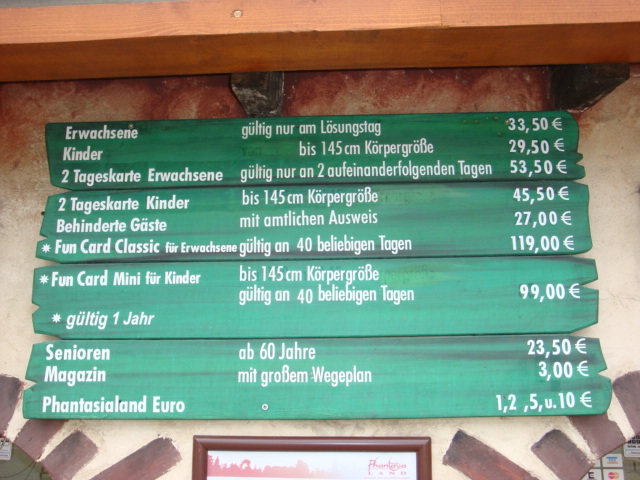 Erwachsene gültig nur am Lösungstag 33,50 €
Kinder bis 145 cm Körpergröße 29,50 €
2 Tageskarte Erwachsene gültig nur an 2 aufeinanderfolgenden Tagen 53,50 €
2 Tageskarte Kinder bis 145 cm Körpergröße 45,50 €
Behinderte Gäste mit amtlichen Ausweis 27,00 €
* Fun Card Classic für Erwachsene gültig an 40 beliebigen Tagen 119,00 €
* Fun Card Mini für Kinder bis 145 cm Körpergröße
gültig an 40 beliebigen Tagen 99,00 €
* gültig 1 Jahr
Senioren ab 60 Jahre 23,50 €
Magazin mit großem Wegeplan 3,00 €
Phantasialand Euro 1,2 ,5,u.10 €
Phantasia
LAND